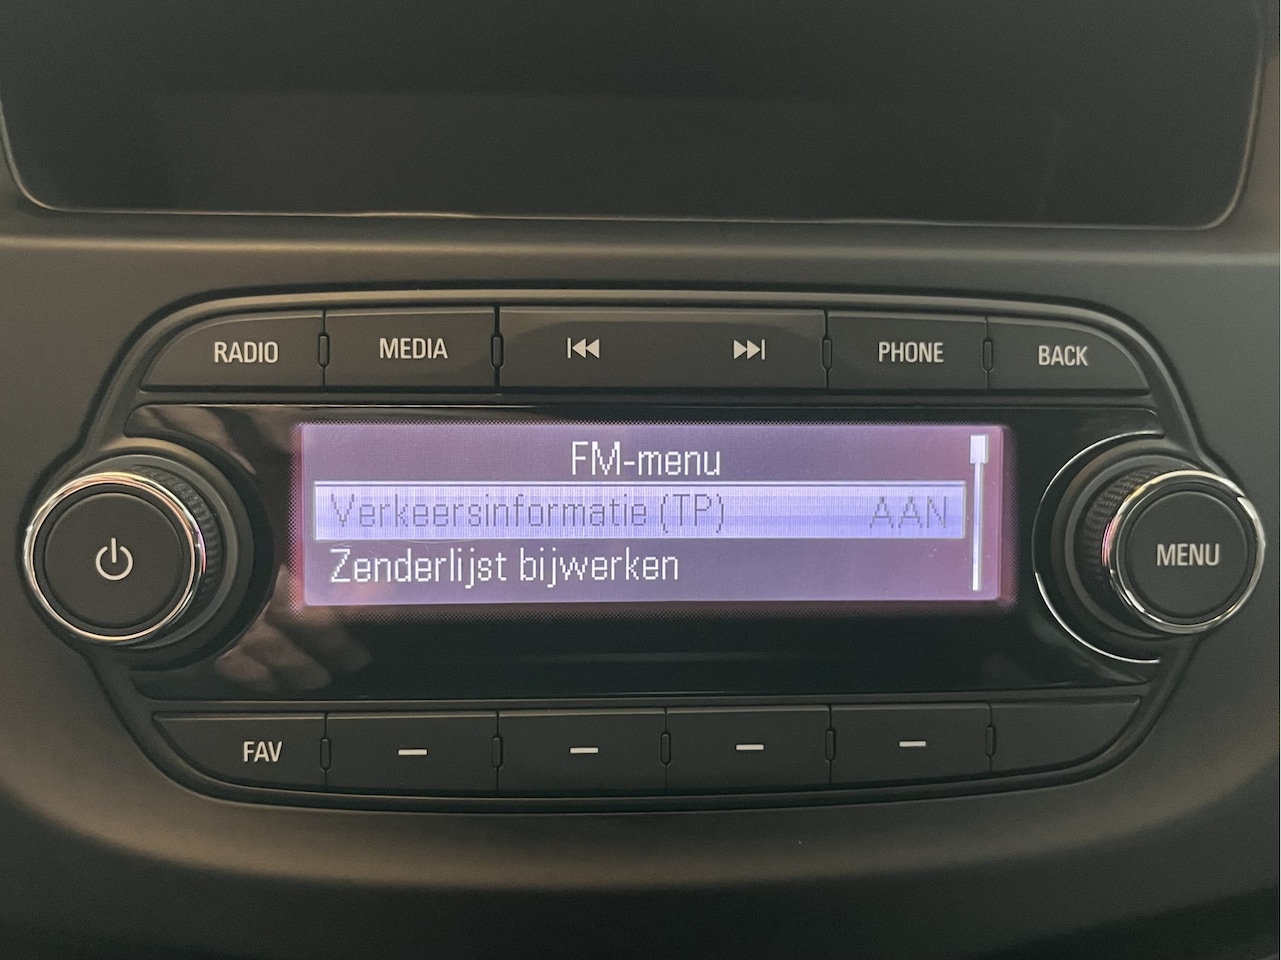 RADIO MEDIA PHONE BACK
FM-menu
Verkeersinformatie (TP) AAN
Zenderlijst bijwerken
MENU
FAV